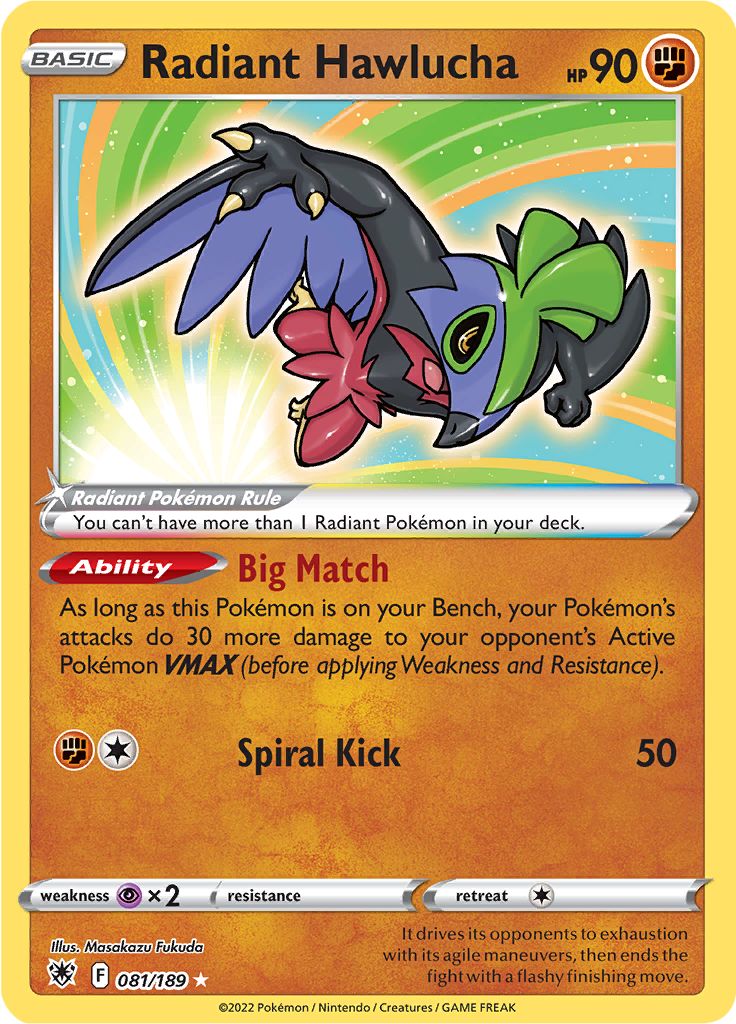 BASIC Radiant Hawlucha HP 90
Radiant Pokémon Rule
You can't have more than 1 Radiant Pokémon in your deck.
Ability Big Match
As long as this Pokémon is on your Bench, your Pokémon's
attacks do 30 more damage to your opponent's Active
Pokémon VMAX (before applying Weakness and Resistance).
Spiral Kick 50
weakness ×2 resistance retreat
Illus. Masakazu Fukuda
F 081/189
It drives its opponents to exhaustion
with its agile maneuvers, then ends the
fight with a flashy finishing move.
©2022 Pokémon / Nintendo / Creatures / GAME FREAK